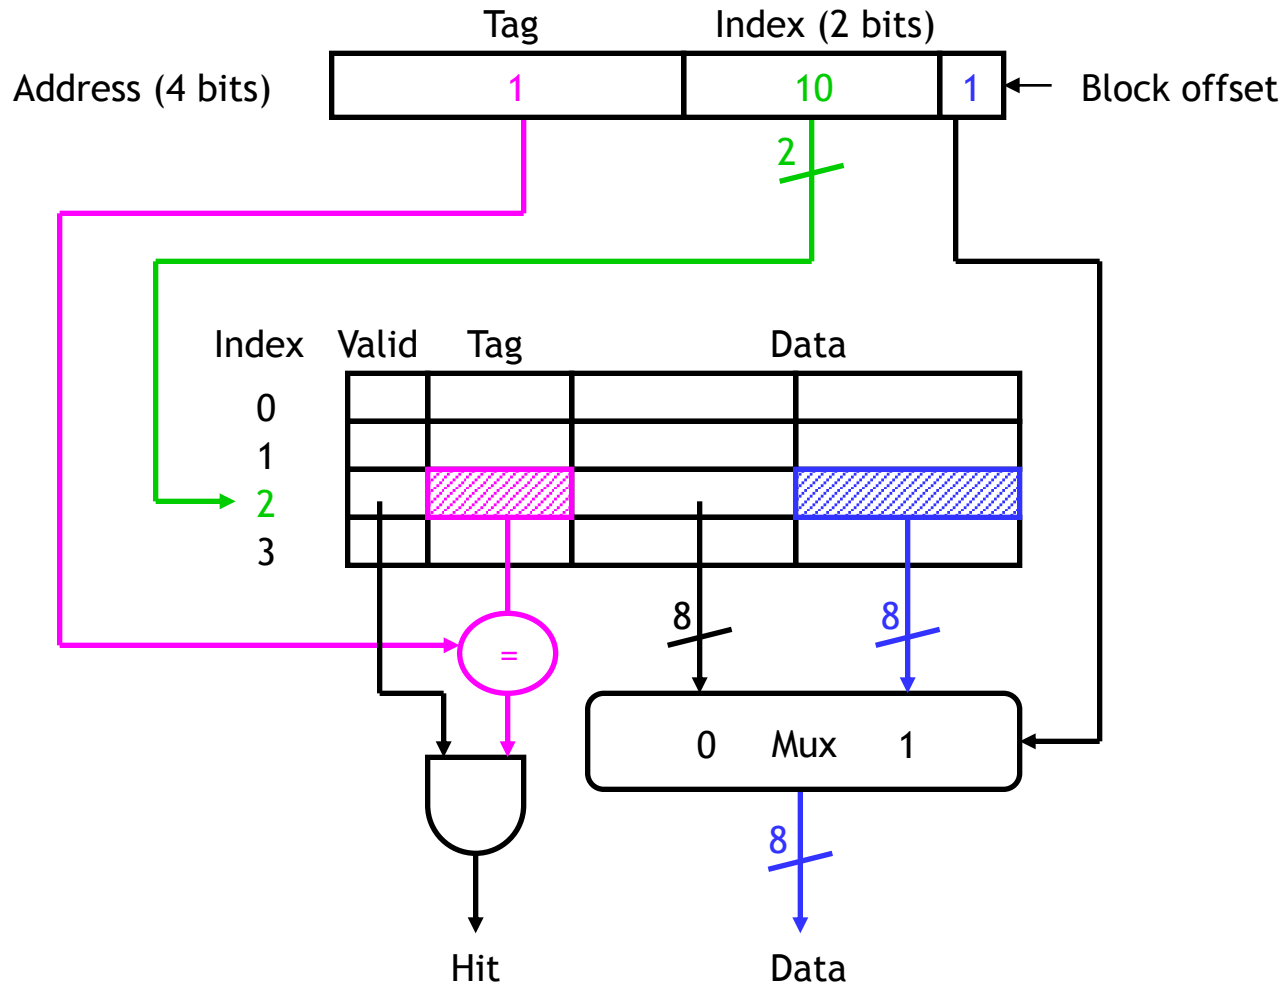 Tag Index (2 bits)
Address (4 bits) 1 10 1 Block offset
2
Index Valid Tag Data
0
1
2
3
8 8
=
0 Mux 1
8
Hit Data